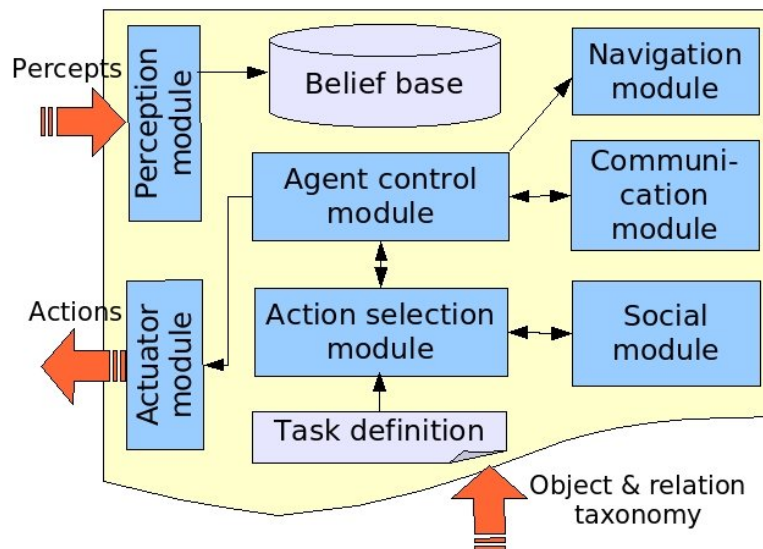 Percepts
Perception
module
Belief base
Navigation
module
Agent control
module
Communi-
cation
module
Actions
Actuator
module
Action selection
module
Social
module
Task definition
Object & relation
taxonomy